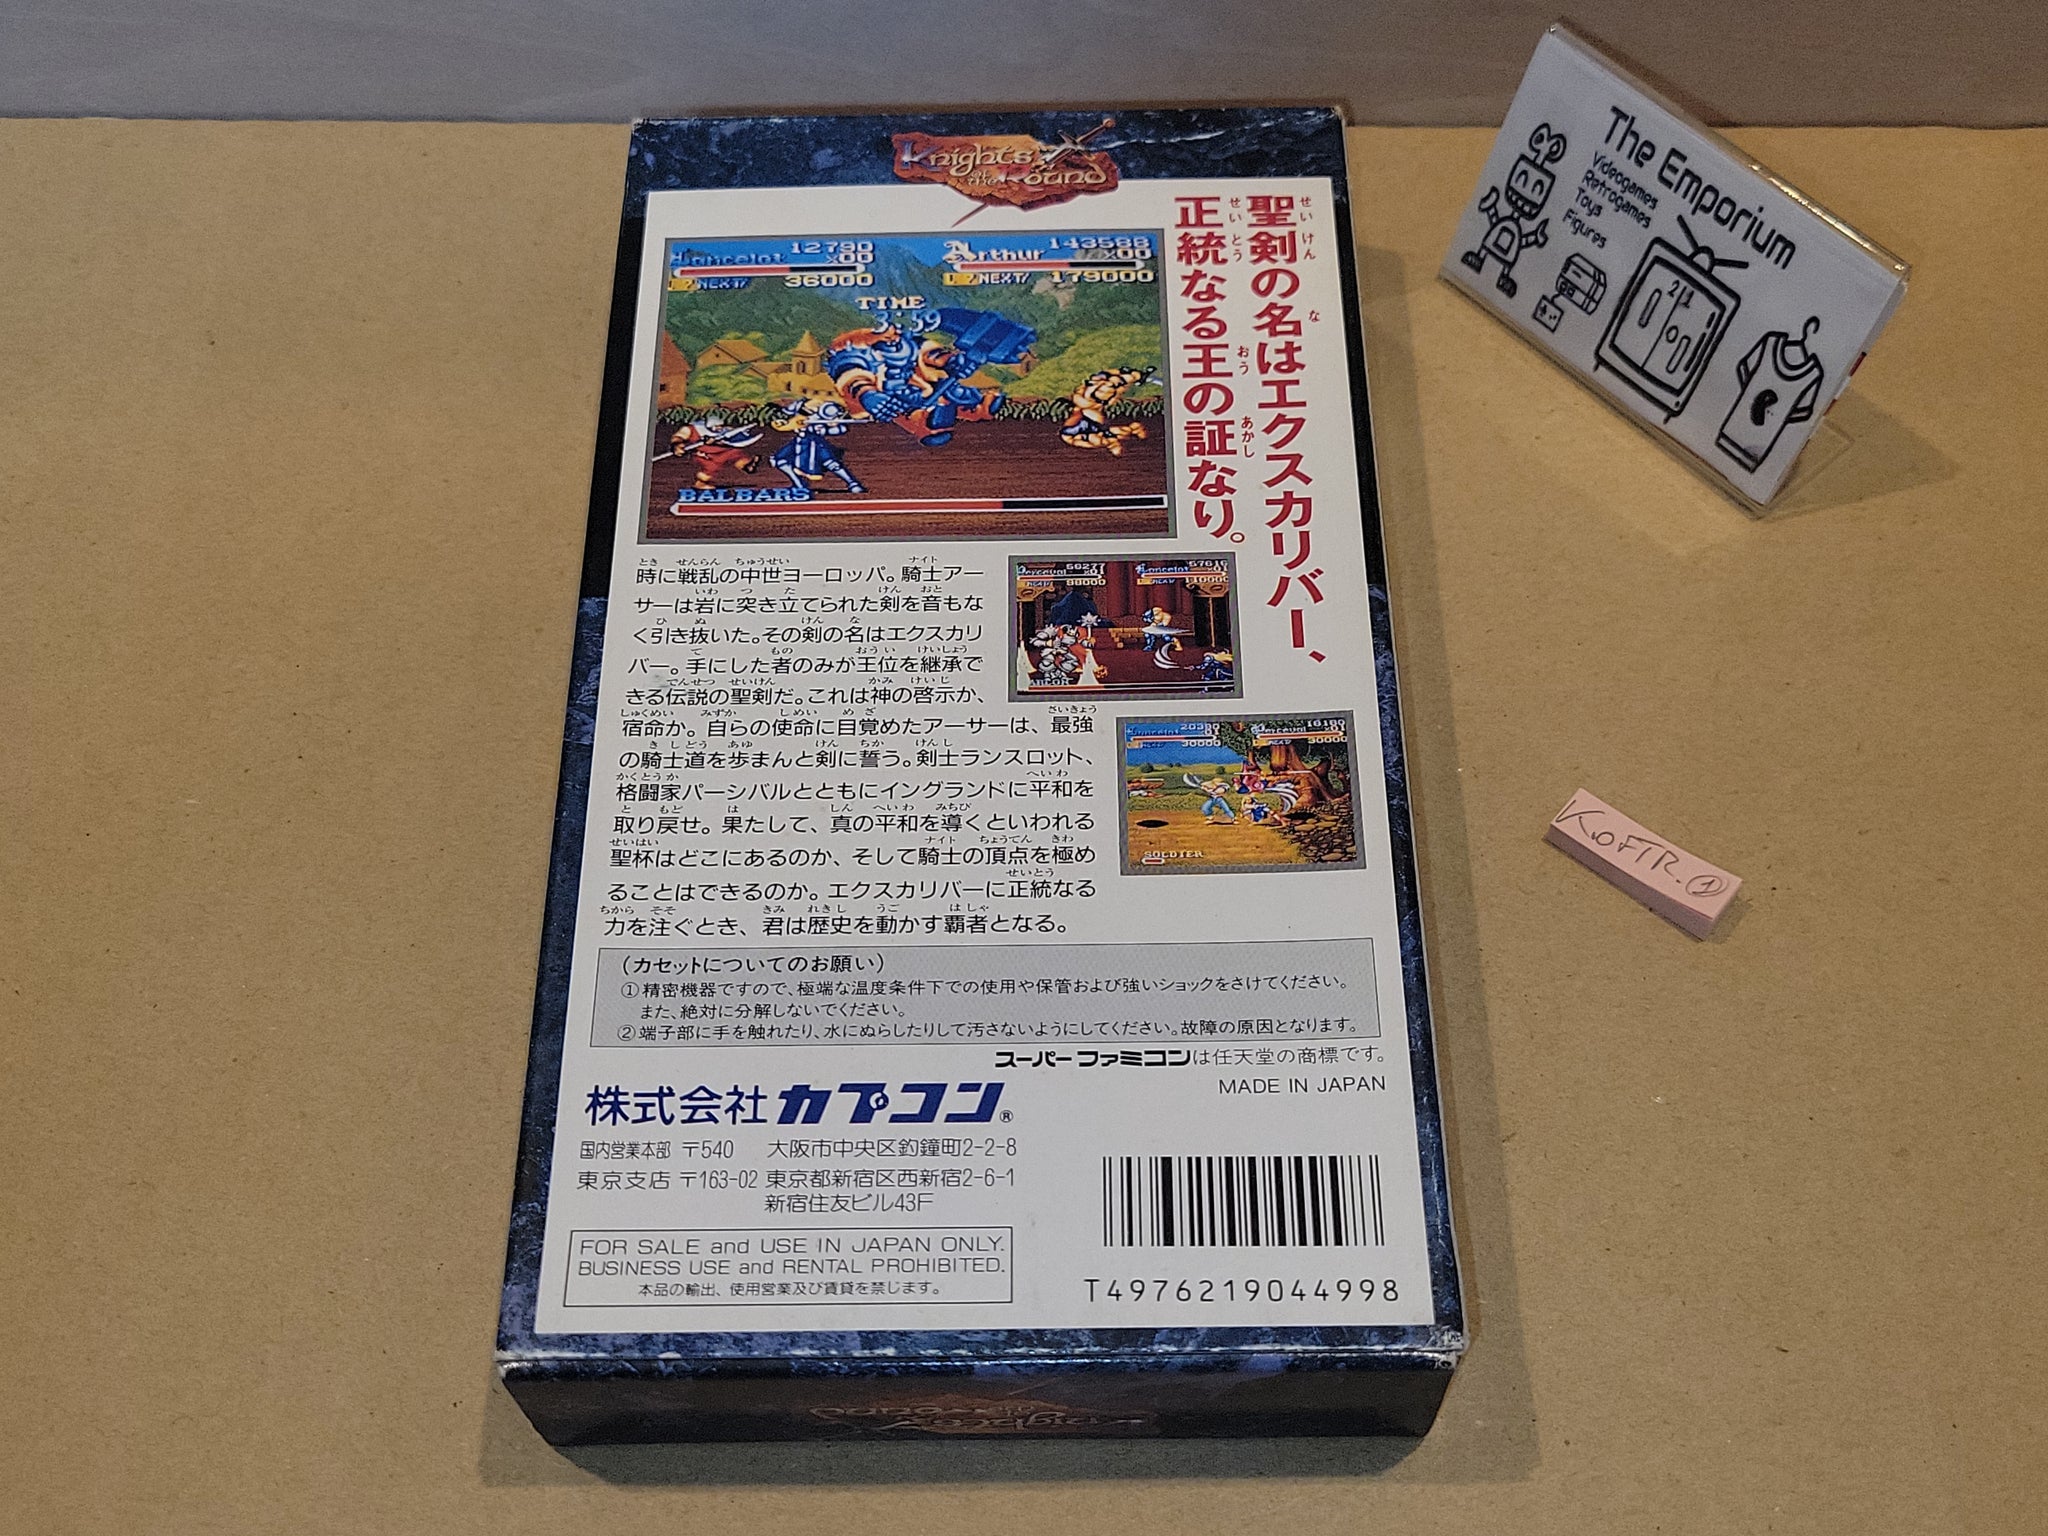 Knights of the Round
聖剣の名はエクスカリバー、
正統なる王の証なり。
Lancelot 12790 x00
NEXT/ 36000
Arthur 143588 x00
NEXT/ 179000
TIME
3:59
BALBARS
時に戦乱の中世ヨーロッパ。騎士アー
サーは岩に突き立てられた剣を音もな
く引き抜いた。その剣の名はエクスカリ
バー。手にした者のみが王位を継承で
きる伝説の聖剣だ。これは神の啓示か、
宿命か。自らの使命に目覚めたアーサーは、最強
の騎士道を歩まんと剣に誓う。剣士ランスロット、
格闘家パーシバルとともにイングランドに平和を
取り戻せ。果たして、真の平和を導くといわれる
聖杯はどこにあるのか、そして騎士の頂点を極め
ることはできるのか。エクスカリバーに正統なる
力を注ぐとき、君は歴史を動かす覇者となる。
Perceval
Lancelot
Lancelot
30000
Perceval
30000
SOLDIER
(カセットについてのお願い)
①精密機器ですので、極端な温度条件下での使用や保管および強いショックをさけてください。
また、絶対に分解しないでください。
②端子部に手を触れたり、水にぬらしたりして汚さないようにしてください。故障の原因となります。
スーパーファミコンは任天堂の商標です。
MADE IN JAPAN
株式会社カプコン®
国内営業本部 〒540 大阪市中央区釣鐘町2-2-8
東京支店 〒163-02 東京都新宿区西新宿2-6-1
新宿住友ビル43F
FOR SALE and USE IN JAPAN ONLY.
BUSINESS USE and RENTAL PROHIBITED.
本品の輸出、使用営業及び賃貸を禁じます。
T4976219044998
The Emporium
Videogames
Retrogames
Toys
Figures
K.OFTR. ①